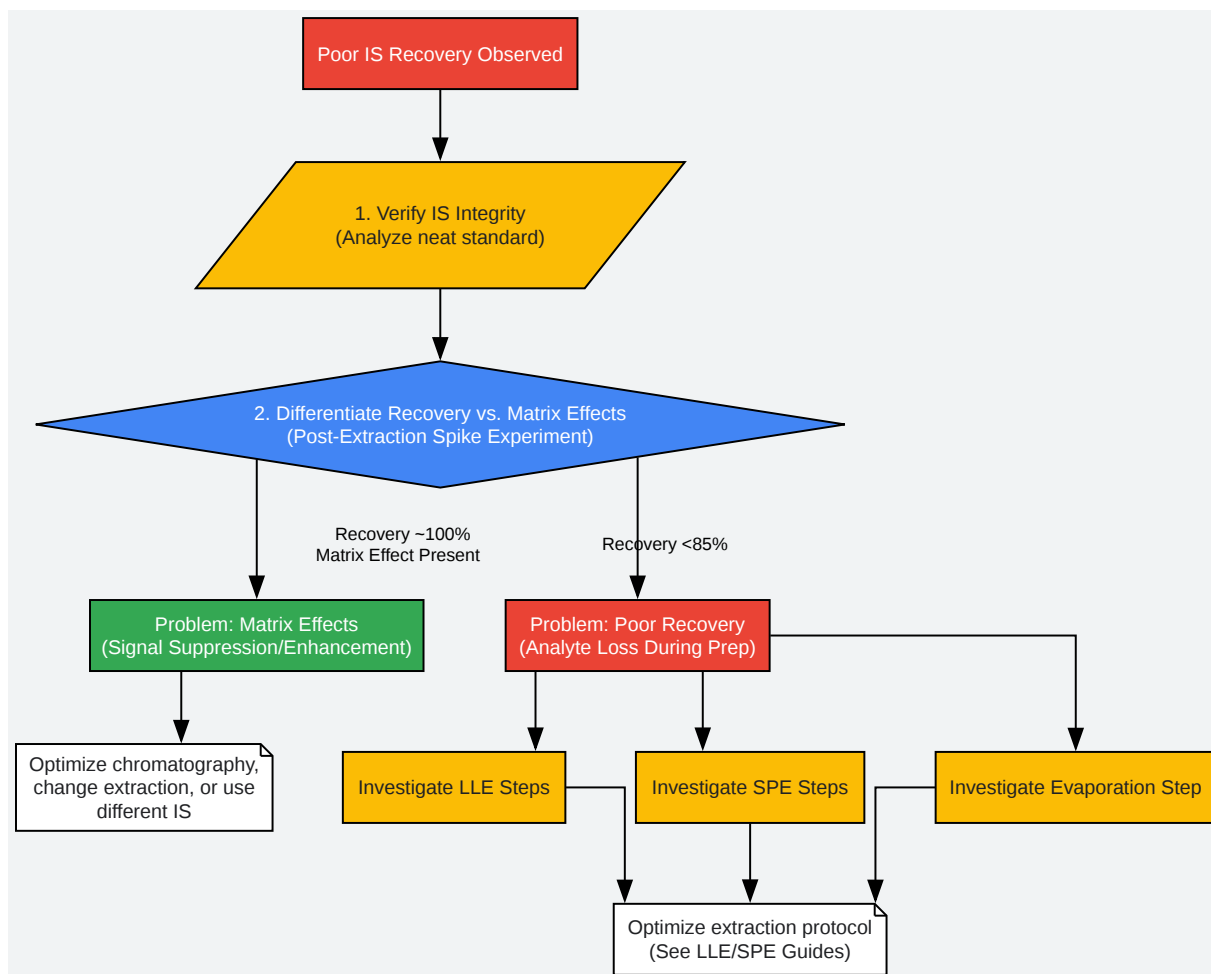 Poor IS Recovery Observed
1. Verify IS Integrity
(Analyze neat standard)
2. Differentiate Recovery vs. Matrix Effects
(Post-Extraction Spike Experiment)
Recovery ~100%
Matrix Effect Present
Recovery <85%
Problem: Matrix Effects
(Signal Suppression/Enhancement)
Problem: Poor Recovery
(Analyte Loss During Prep)
Optimize chromatography,
change extraction, or use
different IS
Investigate LLE Steps
Investigate SPE Steps
Investigate Evaporation Step
Optimize extraction protocol
(See LLE/SPE Guides)